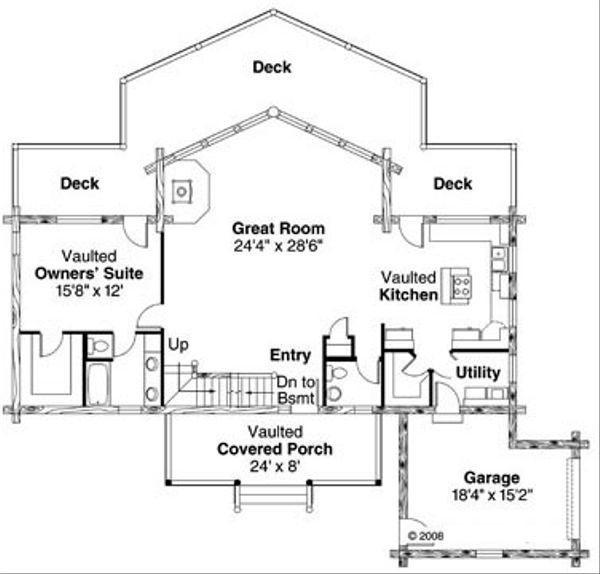 Deck
Deck
Deck
Great Room
24'4" x 28'6"
Vaulted
Owners' Suite
15'8" x 12'
Vaulted
Kitchen
Up
Entry
Dn to
Bsmt
Utility
Vaulted
Covered Porch
24' x 8'
Garage
18'4" x 15'2"
© 2008